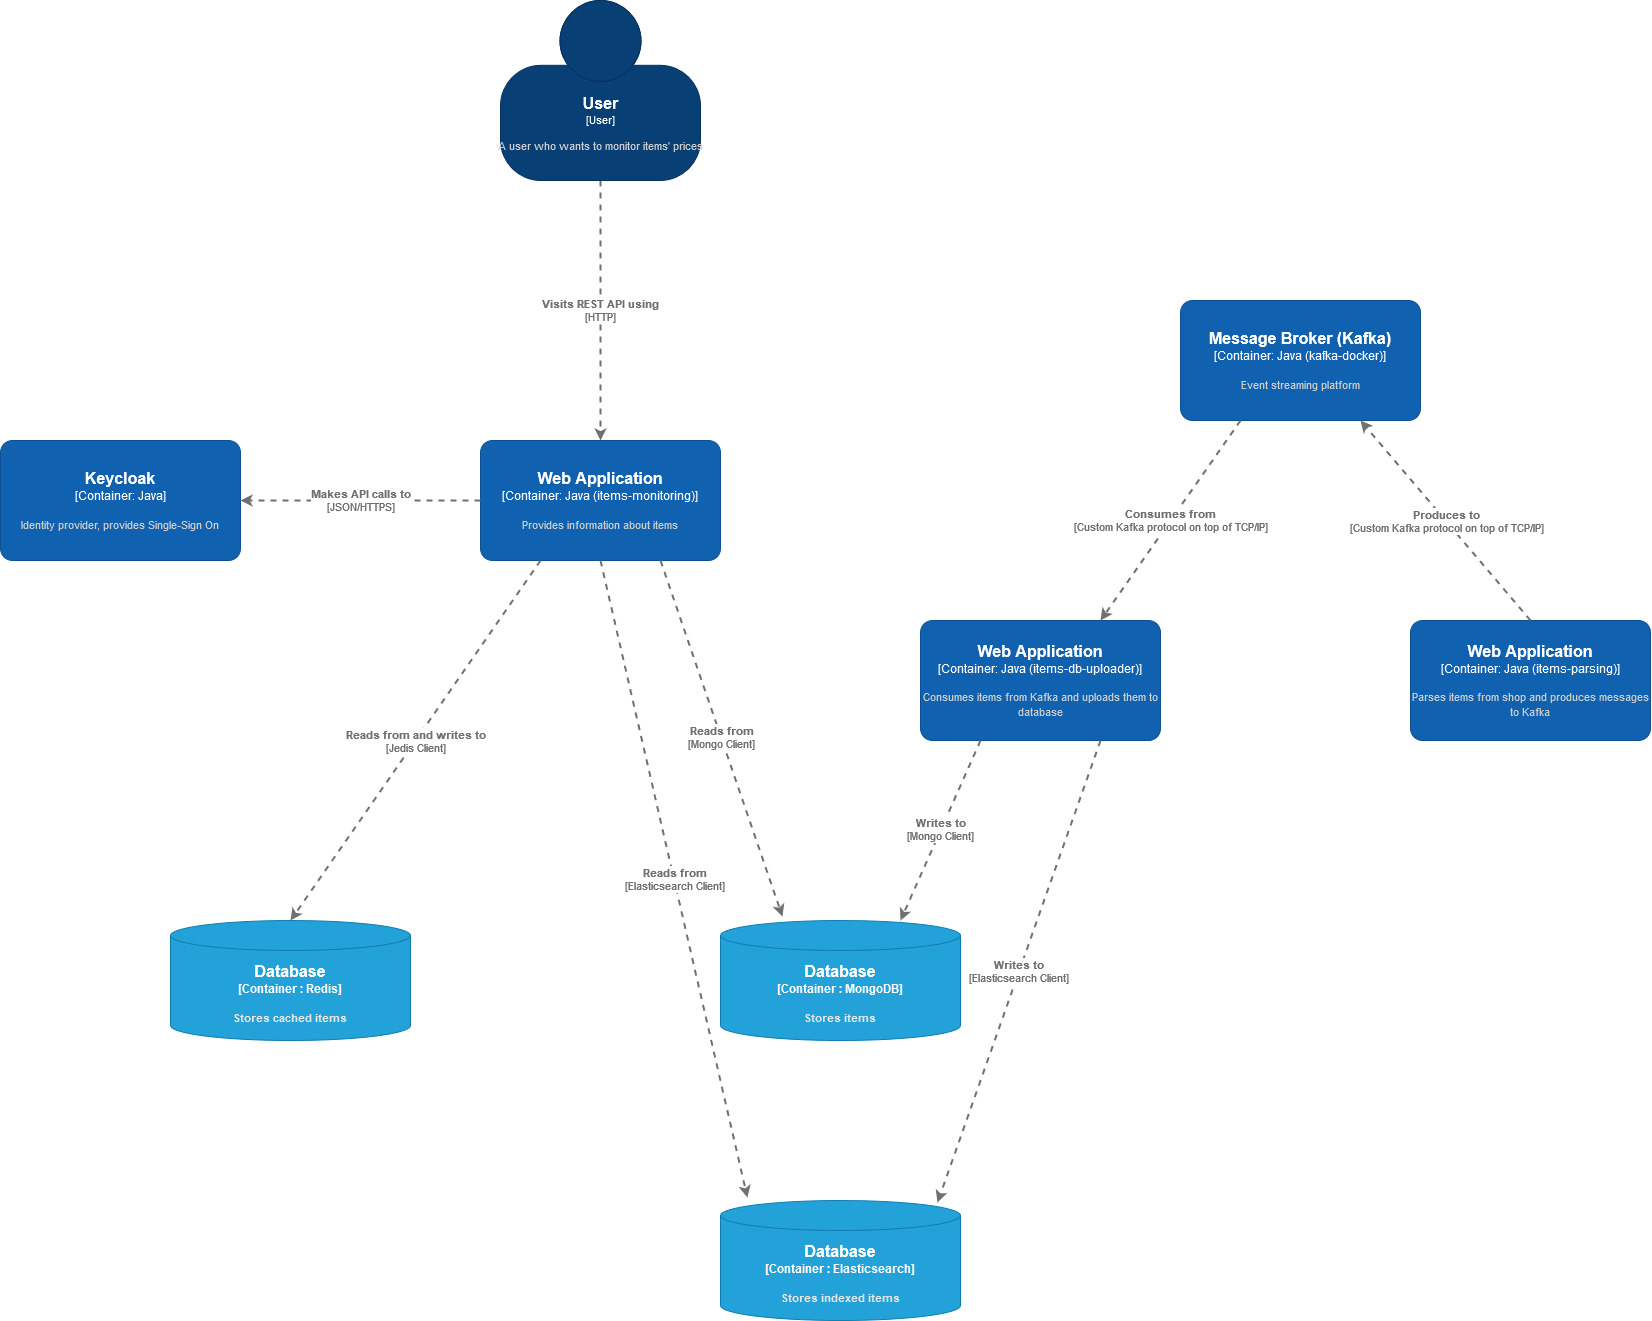 User
[User]
A user who wants to monitor items' prices
Visits REST API using
[HTTP]
Message Broker (Kafka)
[Container: Java (kafka-docker)]
Event streaming platform
Keycloak
[Container: Java]
Identity provider, provides Single-Sign On
Makes API calls to
[JSON/HTTPS]
Web Application
[Container: Java (items-monitoring)]
Provides information about items
Consumes from
[Custom Kafka protocol on top of TCP/IP]
Produces to
[Custom Kafka protocol on top of TCP/IP]
Web Application
[Container: Java (items-db-uploader)]
Consumes items from Kafka and uploads them to
database
Web Application
[Container: Java (items-parsing)]
Parses items from shop and produces messages
to Kafka
Reads from and writes to
[Jedis Client]
Reads from
[Mongo Client]
Writes to
[Mongo Client]
Reads from
[Elasticsearch Client]
Writes to
[Elasticsearch Client]
Database
[Container : Redis]
Stores cached items
Database
[Container : MongoDB]
Stores items
Database
[Container : Elasticsearch]
Stores indexed items